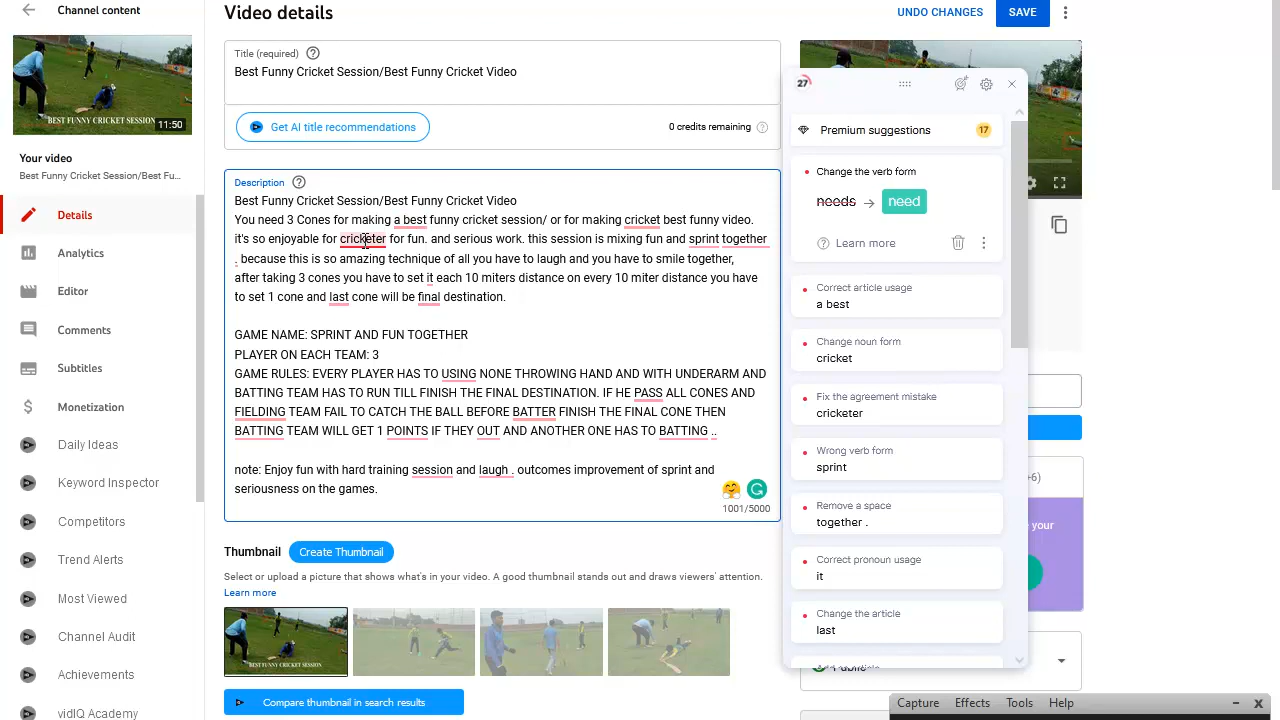 Channel content
BEST FUNNY CRICKET SESSION
11:50
Your video
Best Funny Cricket Session/Best Fu...
Details
Analytics
Editor
Comments
Subtitles
Monetization
Daily Ideas
Keyword Inspector
Competitors
Trend Alerts
Most Viewed
Channel Audit
Achievements
vidIQ Academy
Video details
UNDO CHANGES
SAVE
Title (required)
Best Funny Cricket Session/Best Funny Cricket Video
Get AI title recommendations
0 credits remaining
Description
Best Funny Cricket Session/Best Funny Cricket Video
You need 3 Cones for making a best funny cricket session/ or for making cricket best funny video.
it's so enjoyable for cricketer for fun. and serious work. this session is mixing fun and sprint together
. because this is so amazing technique of all you have to laugh and you have to smile together,
after taking 3 cones you have to set it each 10 miters distance on every 10 miter distance you have
to set 1 cone and last cone will be final destination.
GAME NAME: SPRINT AND FUN TOGETHER
PLAYER ON EACH TEAM: 3
GAME RULES: EVERY PLAYER HAS TO USING NONE THROWING HAND AND WITH UNDERARM AND
BATTING TEAM HAS TO RUN TILL FINISH THE FINAL DESTINATION. IF HE PASS ALL CONES AND
FIELDING TEAM FAIL TO CATCH THE BALL BEFORE BATTER FINISH THE FINAL CONE THEN
BATTING TEAM WILL GET 1 POINTS IF THEY OUT AND ANOTHER ONE HAS TO BATTING ..
note: Enjoy fun with hard training session and laugh . outcomes improvement of sprint and
seriousness on the games.
1001/5000
Thumbnail
Create Thumbnail
Select or upload a picture that shows what's in your video. A good thumbnail stands out and draws viewers' attention.
Learn more
BEST FUNNY CRICKET SESSION
Compare thumbnail in search results
27
Premium suggestions
17
Change the verb form
needs → need
Learn more
Correct article usage
a best
Change noun form
cricket
Fix the agreement mistake
cricketer
Wrong verb form
sprint
Remove a space
together .
Correct pronoun usage
it
Change the article
last
+6)
your
Capture
Effects
Tools
Help